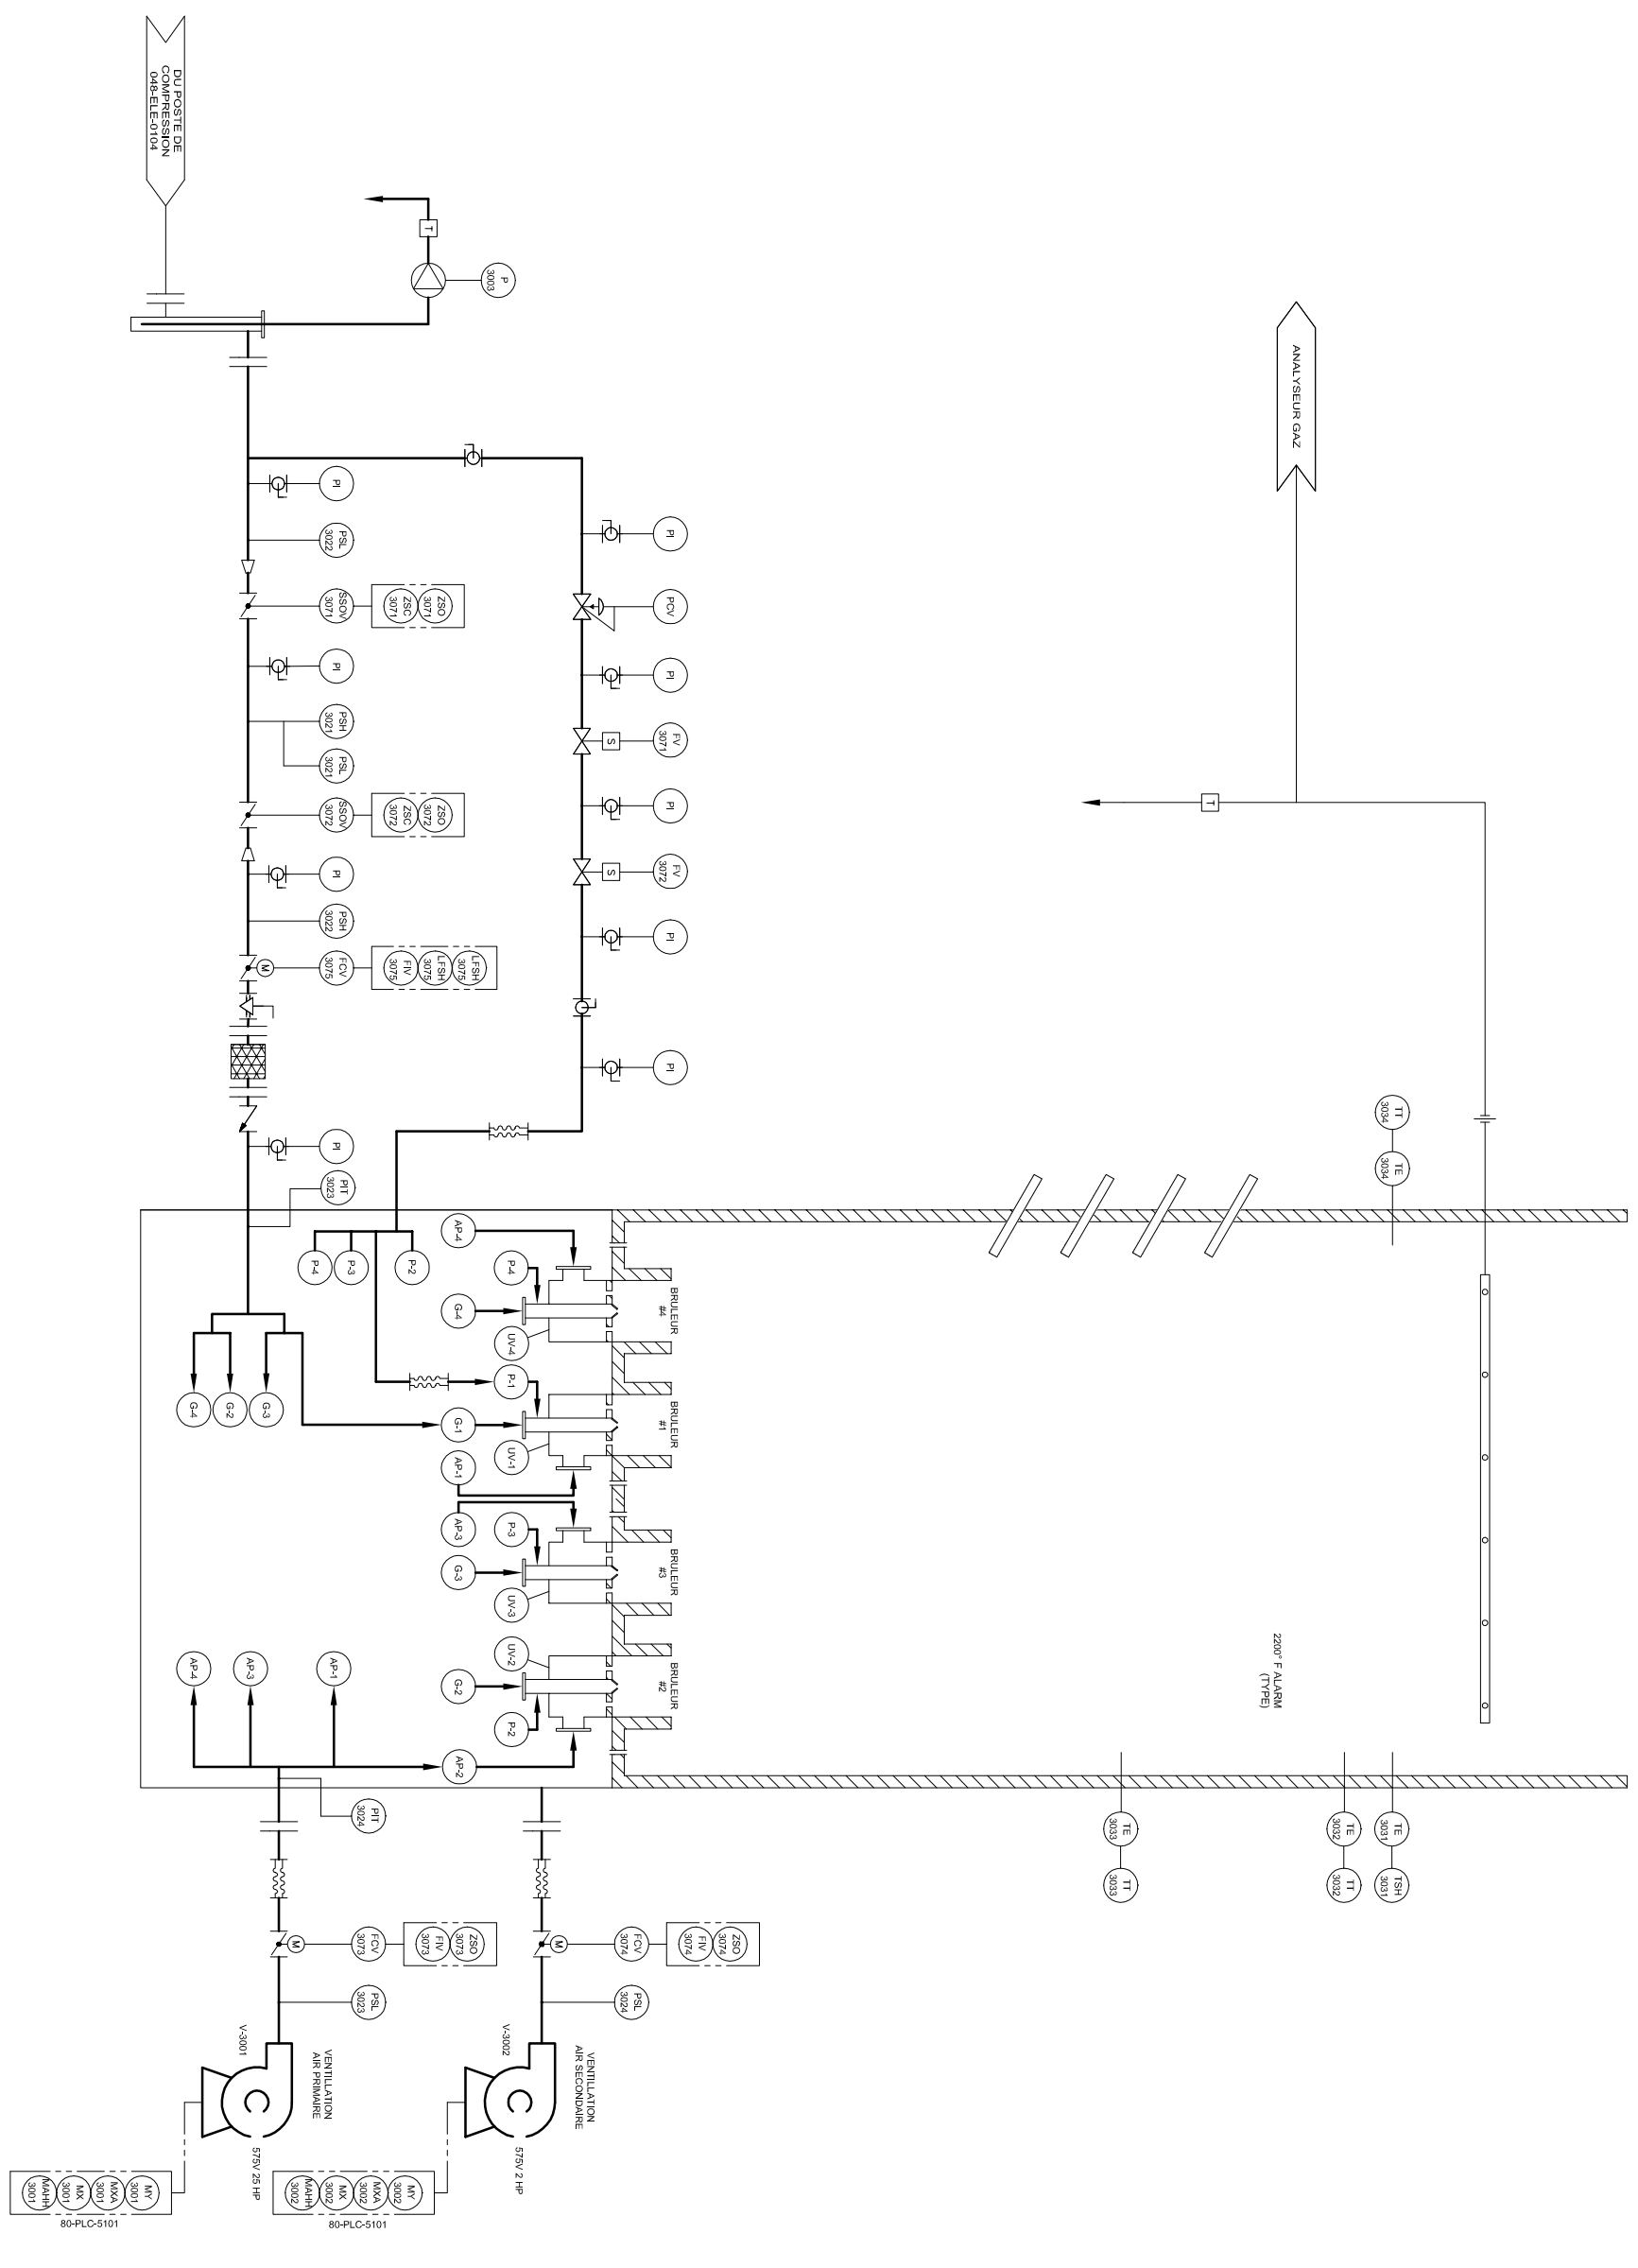 TT
3034
TE
3034
TE
3031
TSH
3031
TE
3032
TT
3032
ANALYSEUR GAZ
T
2200° F ALARM
(TYPE)
TE
3033
TT
3033
PI
PCV
PI
FV
3071
S
PI
FV
3072
S
PI
PI
BRULEUR
#4
BRULEUR
#1
BRULEUR
#3
BRULEUR
#2
ZSO
3074
FIV
3074
FCV
3074
M
PSL
3024
VENTILLATION
AIR SECONDAIRE
V-3002
575V 2 HP
MY
3002
MXA
3002
MX
3002
MAHH
3002
80-PLC-5101
P
3003
T
P-4
UV-4
P-1
UV-1
P-3
UV-3
UV-2
P-2
AP-4
G-4
G-1
AP-1
AP-3
G-3
G-2
AP-2
P-2
P-3
P-4
PI
PSL
3022
SSOV
3071
ZSO
3071
ZSC
3071
PI
PSH
3021
PSL
3021
SSOV
3072
ZSO
3072
ZSC
3072
PI
PSH
3022
FCV
3075
M
LFSH
3075
LFSH
3075
FIV
3075
PI
PIT
3023
G-3
G-2
G-4
AP-1
AP-3
AP-4
PIT
3024
ZSO
3073
FIV
3073
FCV
3073
M
PSL
3023
VENTILLATION
AIR PRIMAIRE
V-3001
575V 25 HP
MY
3001
MXA
3001
MX
3001
MAHH
3001
80-PLC-5101
DU POSTE DE
COMPRESSION
048-ELE-0104